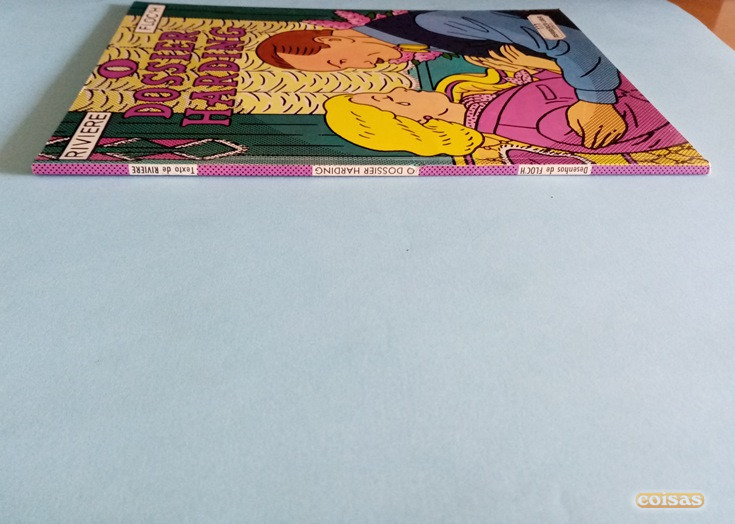 RIVIERE
FLOCH
O
DOSSIER
HARDING
Texto de RIVIERE
O DOSSIER HARDING
Desenhos de FLOCH
coisas